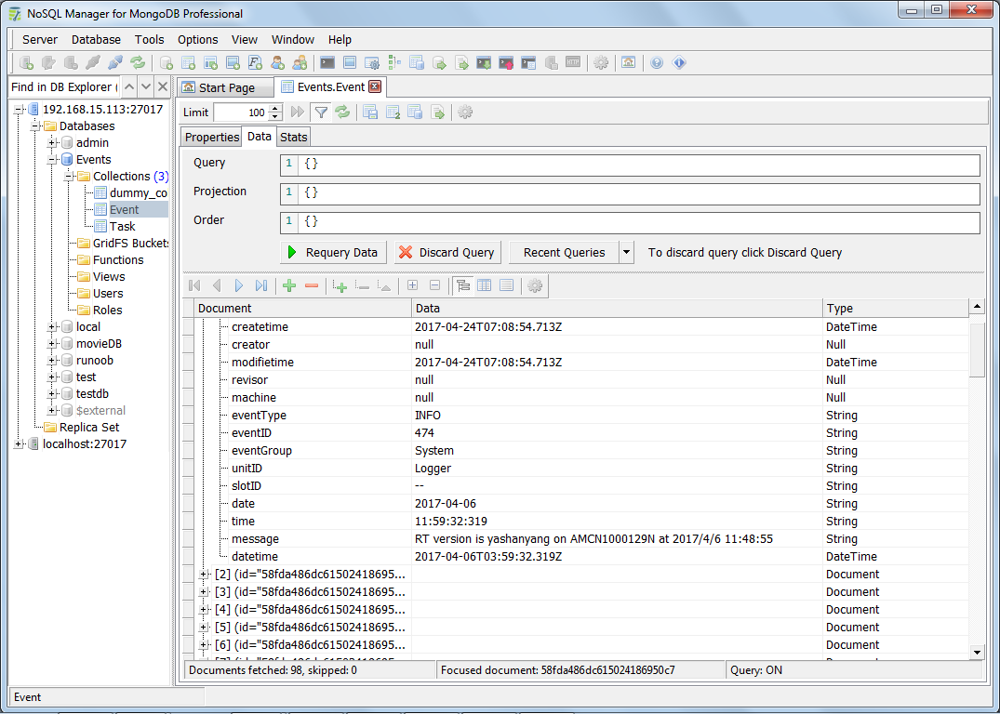 NoSQL Manager for MongoDB Professional
Server Database Tools Options View Window Help
Find in DB Explorer (
192.168.15.113:27017
Databases
admin
Events
Collections (3)
dummy_co
Event
Task
GridFS Buckets
Functions
Views
Users
Roles
local
movieDB
runoob
test
testdb
$external
Replica Set
localhost:27017
Start Page Events.Event
Limit 100
Properties Data Stats
Query 1 {}
Projection 1 {}
Order 1 {}
Requery Data Discard Query Recent Queries To discard query click Discard Query
Document Data Type
createtime 2017-04-24T07:08:54.713Z DateTime
creator null Null
modifietime 2017-04-24T07:08:54.713Z DateTime
revisor null Null
machine null Null
eventType INFO String
eventID 474 String
eventGroup System String
unitID Logger String
slotID -- String
date 2017-04-06 String
time 11:59:32:319 String
message RT version is yashanyang on AMCN1000129N at 2017/4/6 11:48:55 String
datetime 2017-04-06T03:59:32.319Z DateTime
[2] (id="58fda486dc61502418695... Document
[3] (id="58fda486dc61502418695... Document
[4] (id="58fda486dc61502418695... Document
[5] (id="58fda486dc61502418695... Document
[6] (id="58fda486dc61502418695... Document
Documents fetched: 98, skipped: 0 Focused document: 58fda486dc615024186950c7 Query: ON
Event